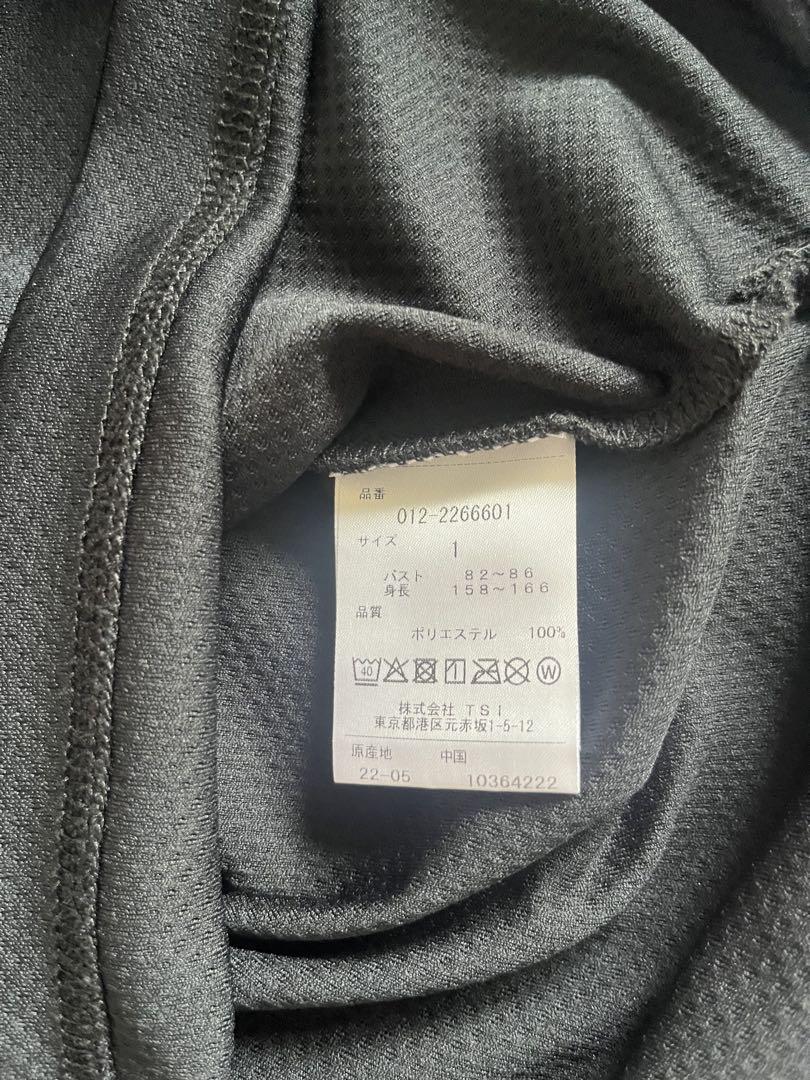 品番
012-2266601
サイズ
1
バスト 82～86
身長 158～166
品質
ポリエステル 100%
40 W
株式会社 TSI
東京都港区元赤坂1-5-12
原産地 中国
22-05 10364222